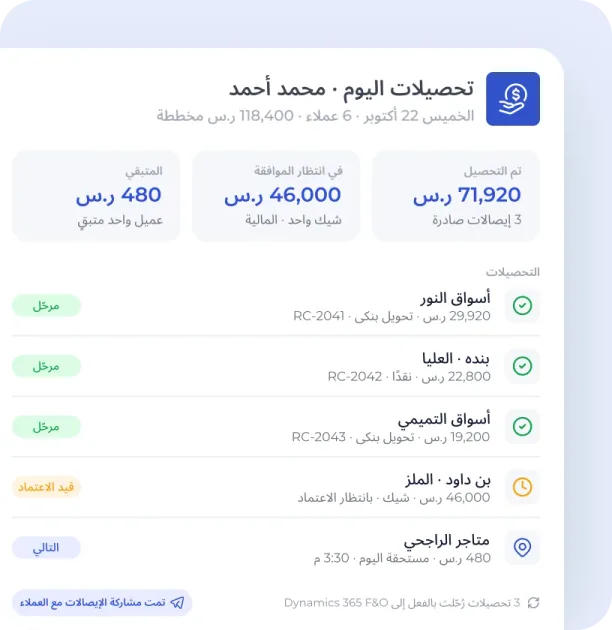 تحصيلات اليوم · محمد أحمد
الخميس 22 أكتوبر · 6 عملاء · 118,400 ر.س مخططة
تم التحصيل
71,920 ر.س
3 إيصالات صادرة
في انتظار الموافقة
46,000 ر.س
شيك واحد · المالية
المتبقي
480 ر.س
عميل واحد متبقٍ
التحصيلات
أسواق النور
29,920 ر.س · تحويل بنكي · RC-2041
مرحّل
بنده · العليا
22,800 ر.س · نقدًا · RC-2042
مرحّل
أسواق التميمي
19,200 ر.س · تحويل بنكي · RC-2043
مرحّل
بن داود · الملز
46,000 ر.س · شيك · بانتظار الاعتماد
قيد الاعتماد
متاجر الراجحي
480 ر.س · مستحقة اليوم · 3:30 م
التالي
3 تحصيلات رُحّلت بالفعل إلى Dynamics 365 F&O
تمت مشاركة الإيصالات مع العملاء